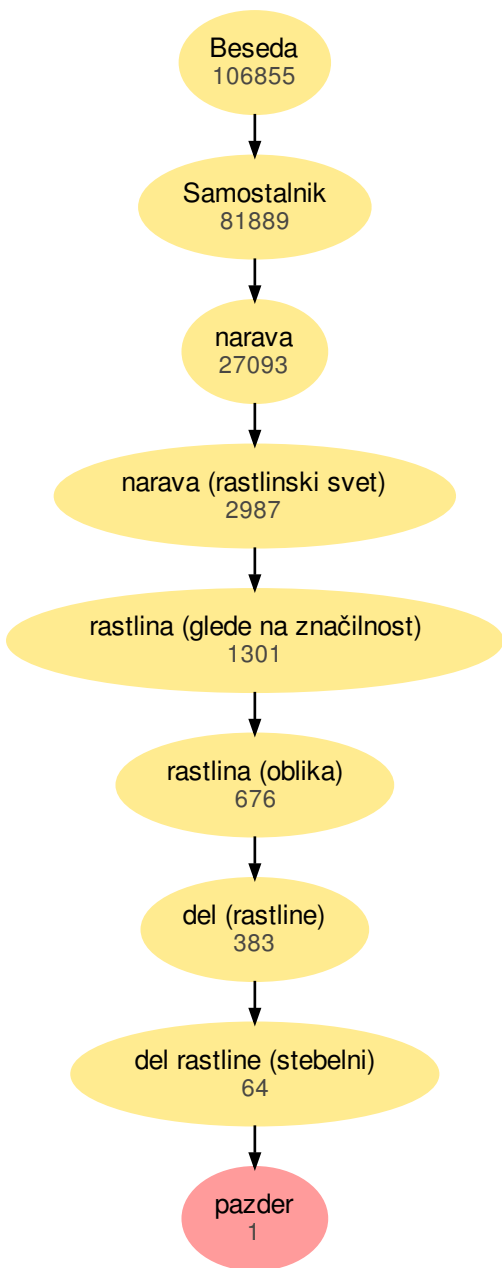 Beseda
106855
Samostalnik
81889
narava
27093
narava (rastlinski svet)
2987
rastlina (glede na značilnost)
1301
rastlina (oblika)
676
del (rastline)
383
del rastline (stebelni)
64
pazder
1